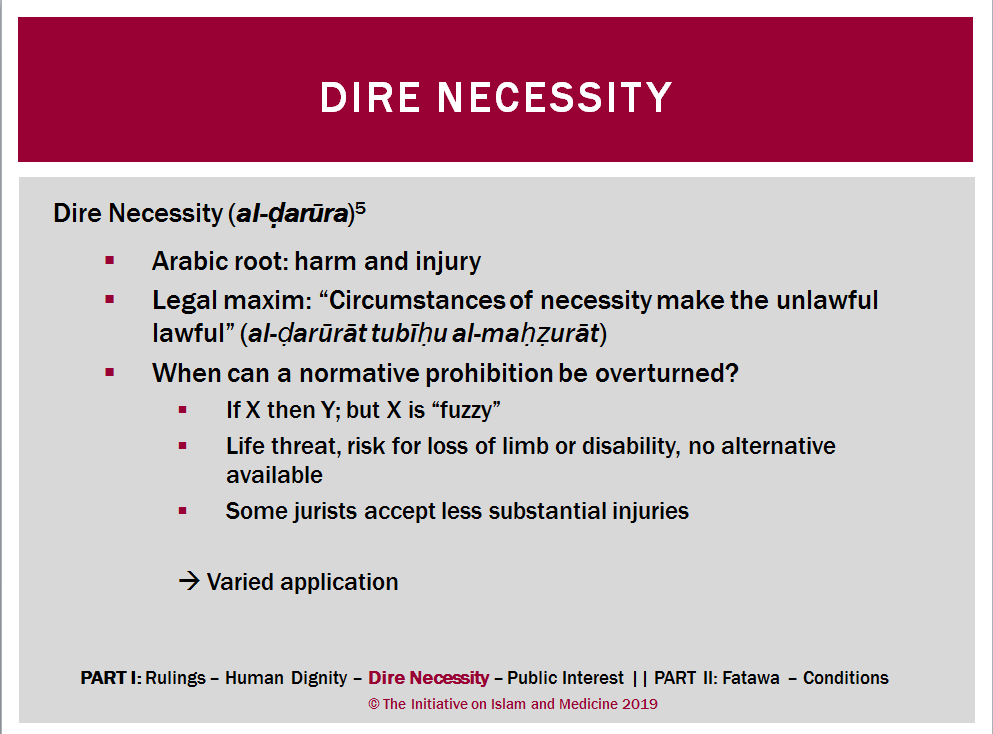 DIRE NECESSITY
Dire Necessity (al-ḍarūra)⁵
▪ Arabic root: harm and injury
▪ Legal maxim: “Circumstances of necessity make the unlawful
lawful” (al-ḍarūrāt tubīḥu al-maḥẓurāt)
▪ When can a normative prohibition be overturned?
▪ If X then Y; but X is “fuzzy”
▪ Life threat, risk for loss of limb or disability, no alternative
available
▪ Some jurists accept less substantial injuries
→ Varied application
PART I: Rulings – Human Dignity – Dire Necessity – Public Interest || PART II: Fatawa – Conditions
© The Initiative on Islam and Medicine 2019